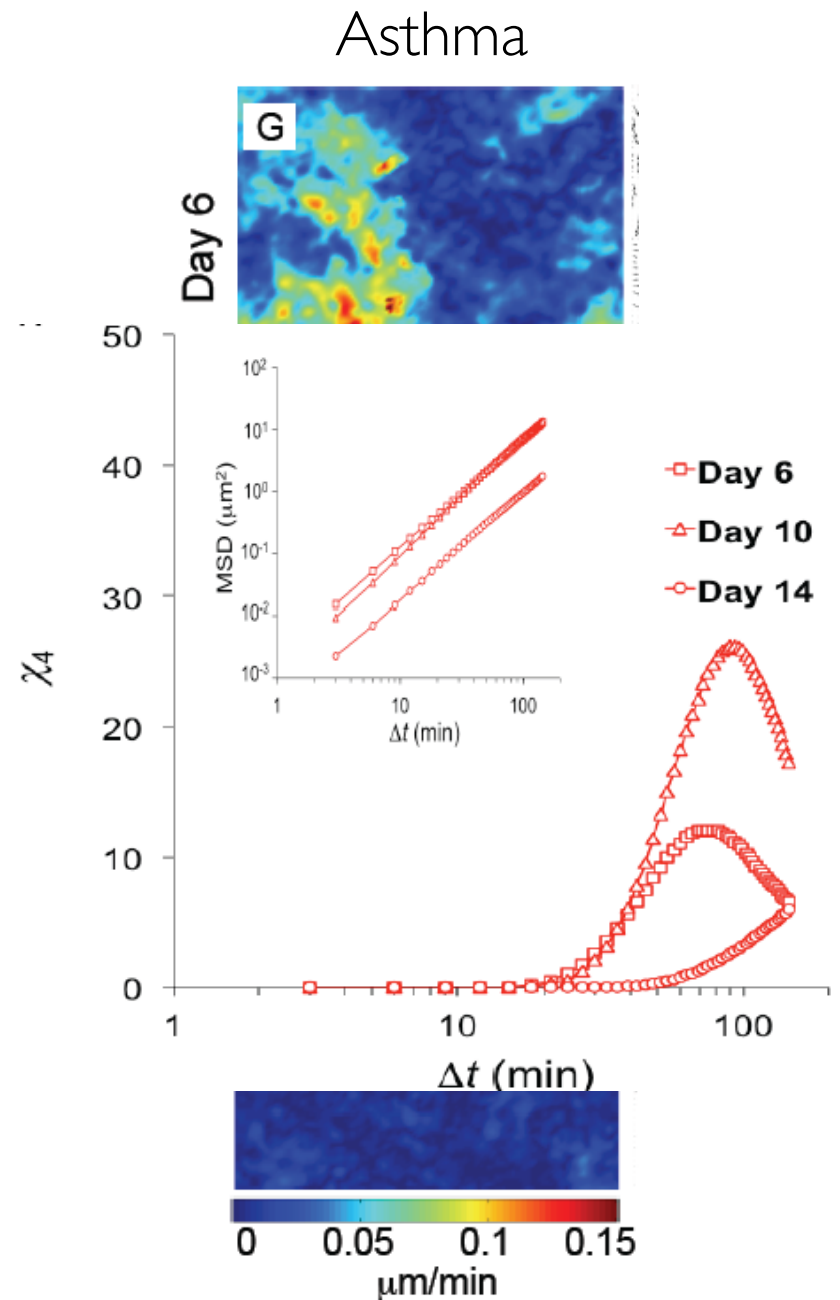 Asthma
G
Day 6
50
40
30
20
10
0
χ4
10²
10¹
10⁰
10⁻¹
10⁻²
10⁻³
MSD (μm²)
1 10 100
Δt (min)
Day 6
Day 10
Day 14
1 10 100
Δt (min)
0 0.05 0.1 0.15
μm/min